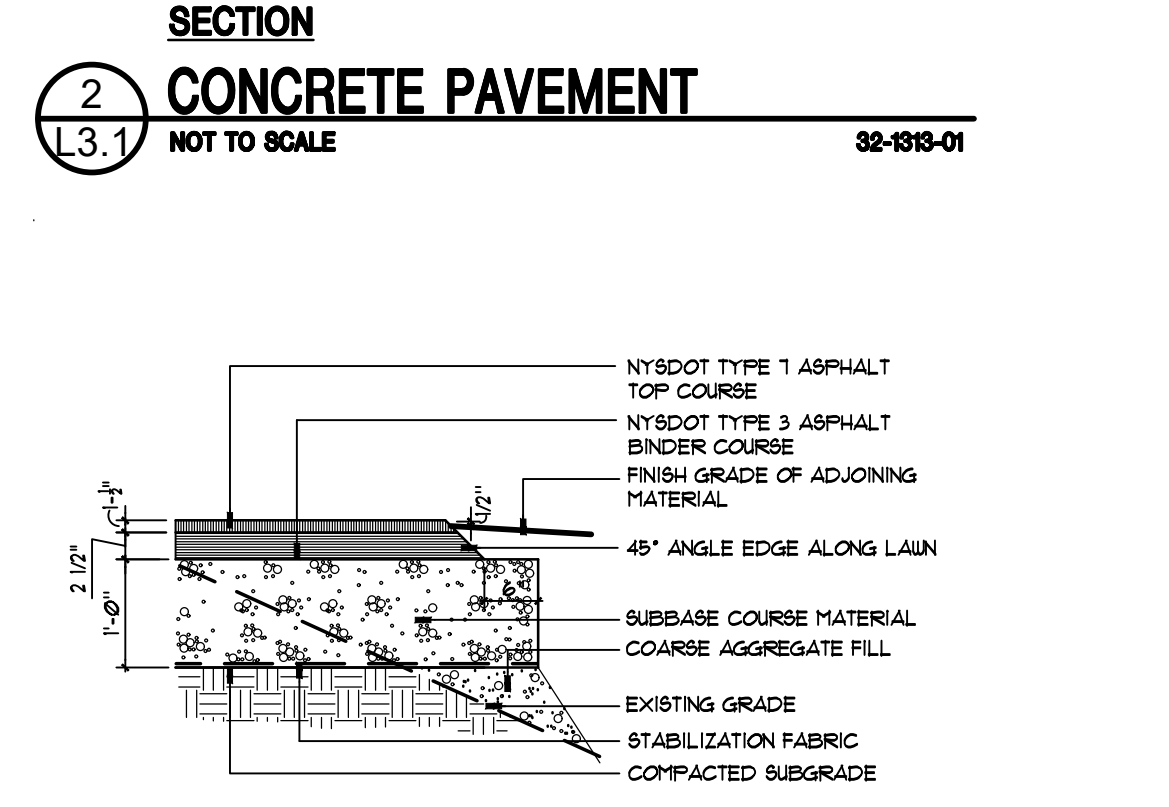 SECTION
2
CONCRETE PAVEMENT
L3.1
NOT TO SCALE
32-1313-01
NYSDOT TYPE 7 ASPHALT
TOP COURSE
NYSDOT TYPE 3 ASPHALT
BINDER COURSE
FINISH GRADE OF ADJOINING
MATERIAL
1-1/2"
1/2"
45° ANGLE EDGE ALONG LAWN
2 1/2"
6"
1'-0"
SUBBASE COURSE MATERIAL
COARSE AGGREGATE FILL
EXISTING GRADE
STABILIZATION FABRIC
COMPACTED SUBGRADE